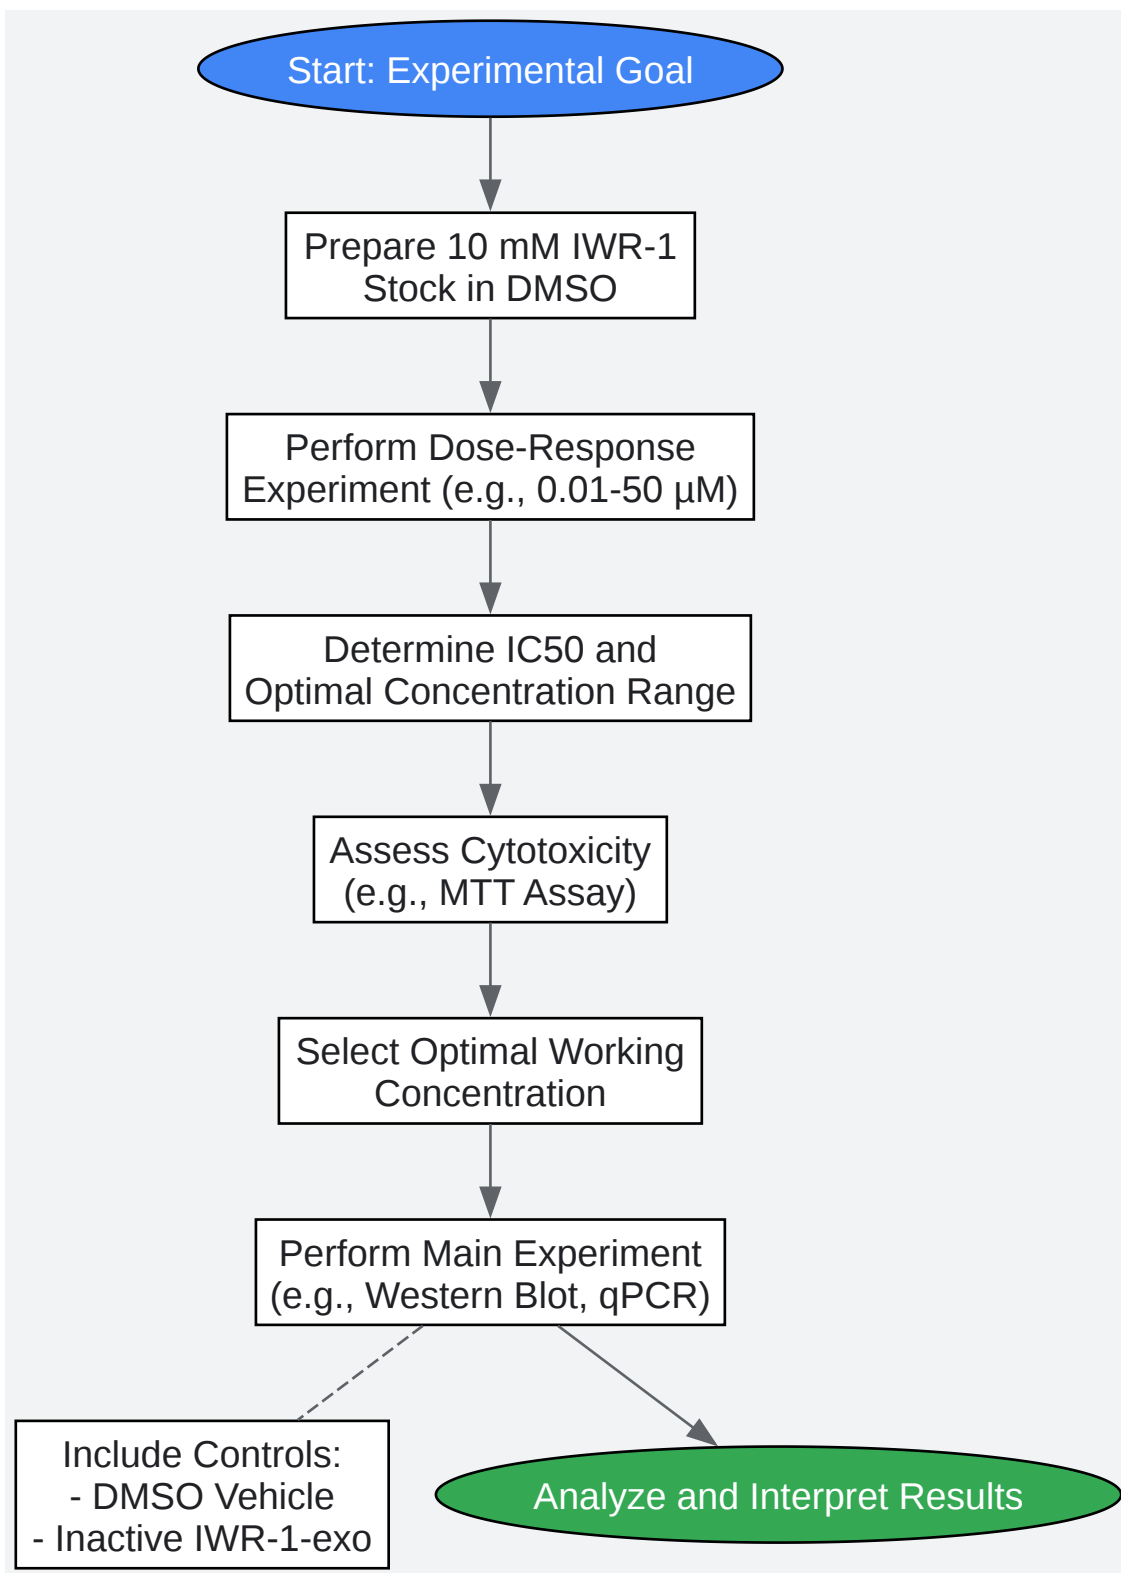 Start: Experimental Goal
Prepare 10 mM IWR-1
Stock in DMSO
Perform Dose-Response
Experiment (e.g., 0.01-50 µM)
Determine IC50 and
Optimal Concentration Range
Assess Cytotoxicity
(e.g., MTT Assay)
Select Optimal Working
Concentration
Perform Main Experiment
(e.g., Western Blot, qPCR)
Include Controls:
- DMSO Vehicle
- Inactive IWR-1-exo
Analyze and Interpret Results